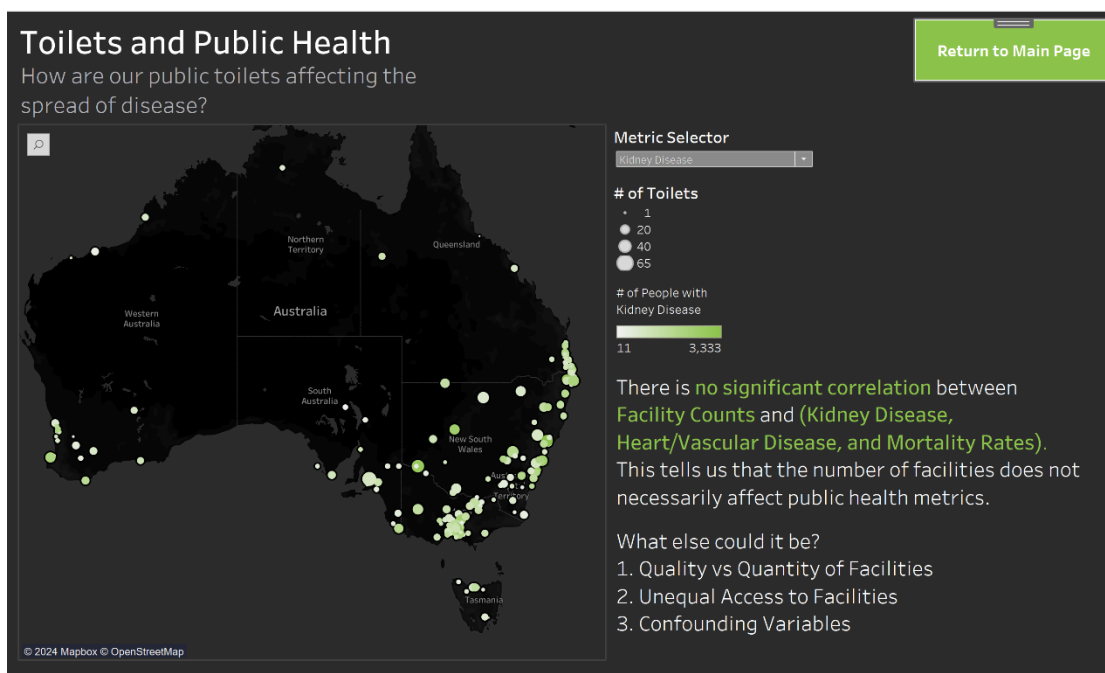 Toilets and Public Health
How are our public toilets affecting the
spread of disease?
Return to Main Page
Northern
Territory
Queensland
Western
Australia
Australia
South
Australia
New South
Wales
Tasmania
© 2024 Mapbox © OpenStreetMap
Metric Selector
Kidney Disease
# of Toilets
1
20
40
65
# of People with
Kidney Disease
11 3,333
There is no significant correlation between
Facility Counts and (Kidney Disease,
Heart/Vascular Disease, and Mortality Rates).
This tells us that the number of facilities does not
necessarily affect public health metrics.
What else could it be?
1. Quality vs Quantity of Facilities
2. Unequal Access to Facilities
3. Confounding Variables